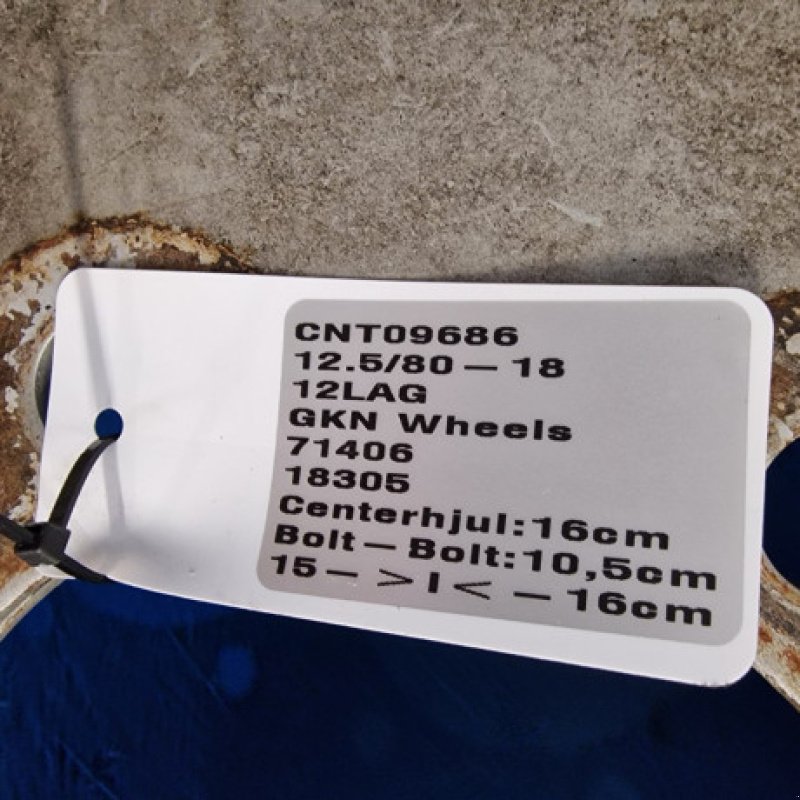 CNT09686
12.5/80 – 18
12LAG
GKN Wheels
71406
18305
Centerhjul:16cm
Bolt – Bolt:10,5cm
15 – >I< – 16cm